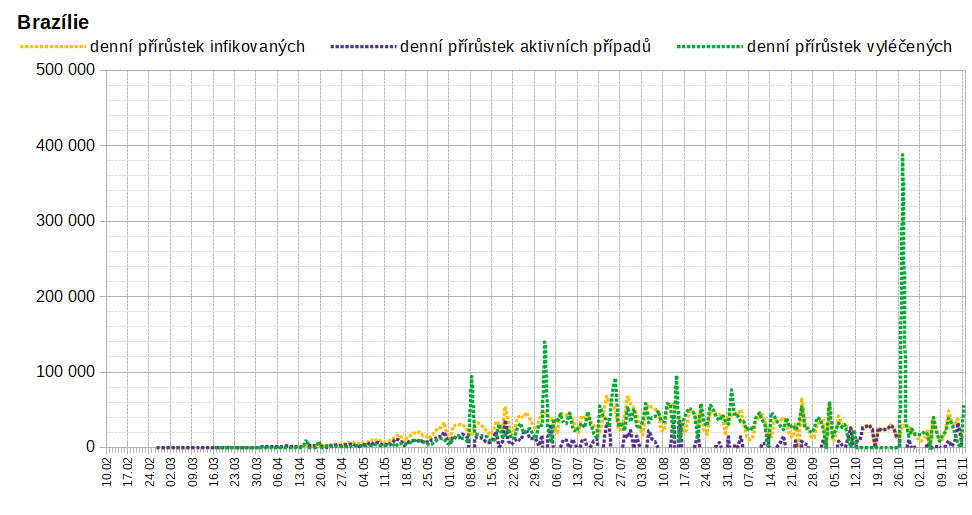 Brazílie
denní přírůstek infikovaných denní přírůstek aktivních případů denní přírůstek vyléčených
500 000
400 000
300 000
200 000
100 000
0
10.02 17.02 24.02 02.03 09.03 16.03 23.03 30.03 06.04 13.04 20.04 27.04 04.05 11.05 18.05 25.05 01.06 08.06 15.06 22.06 29.06 06.07 13.07 20.07 27.07 03.08 10.08 17.08 24.08 31.08 07.09 14.09 21.09 28.09 05.10 12.10 19.10 26.10 02.11 09.11 16.11